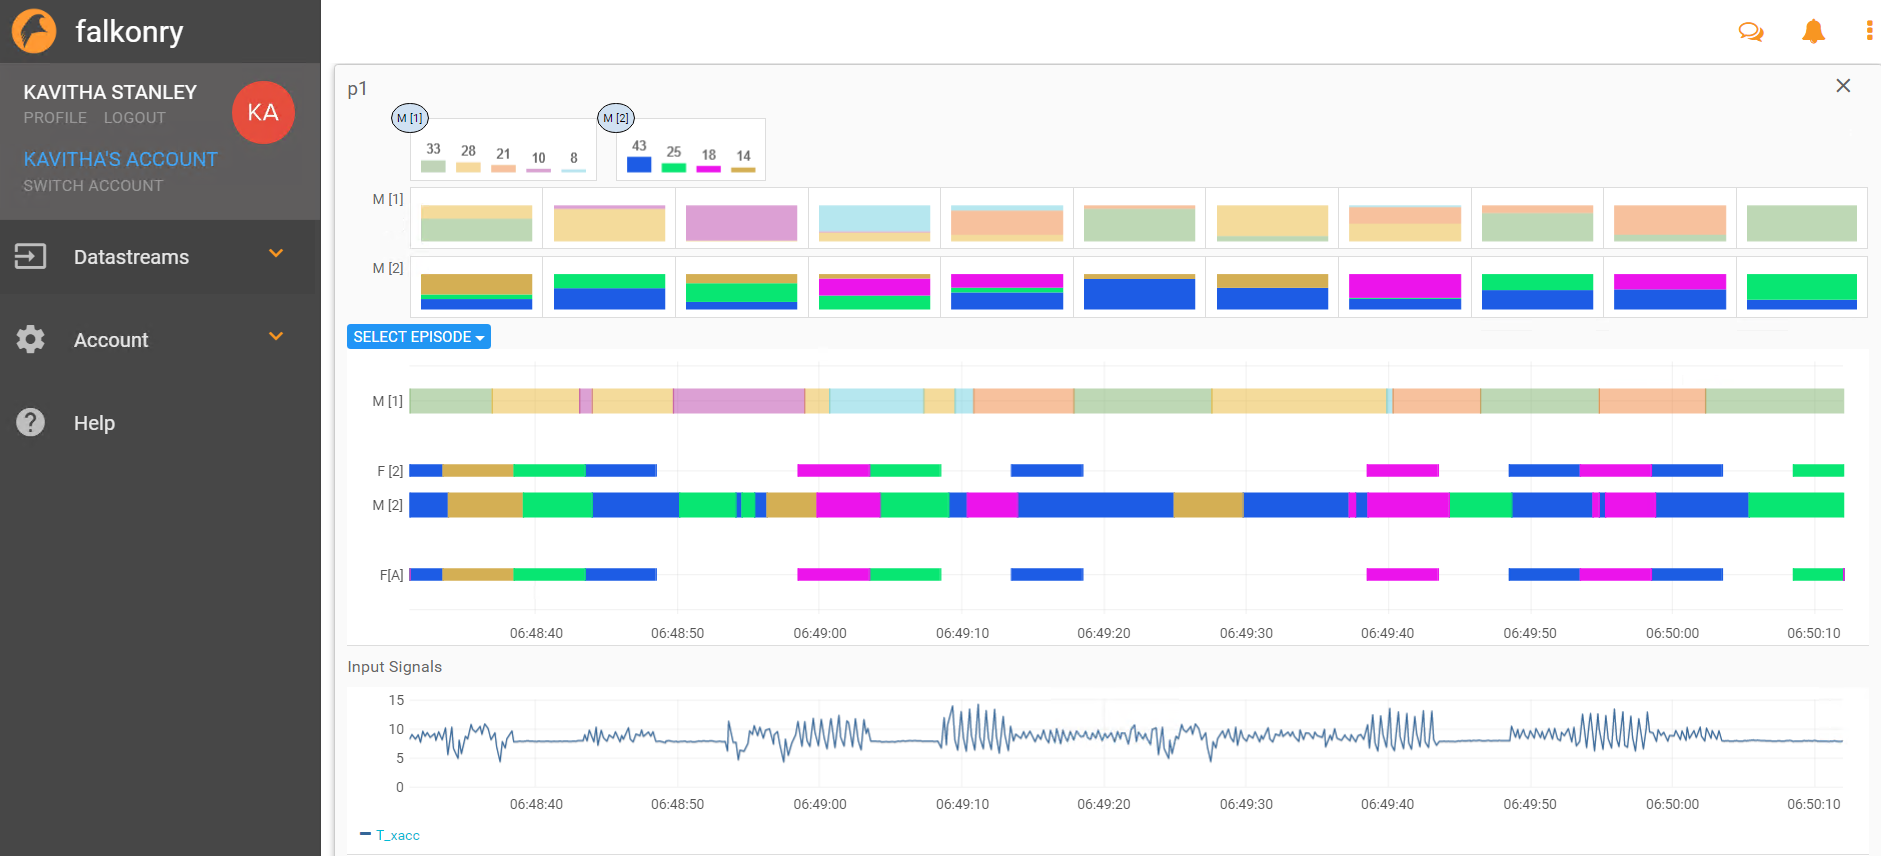 falkonry
KAVITHA STANLEY
PROFILE LOGOUT
KA
KAVITHA'S ACCOUNT
SWITCH ACCOUNT
Datastreams
Account
Help
p1
M [1] M [2]
33 28 21 10 8 43 25 18 14
M [1]
M [2]
SELECT EPISODE
M [1]
F [2]
M [2]
F[A]
06:48:40 06:48:50 06:49:00 06:49:10 06:49:20 06:49:30 06:49:40 06:49:50 06:50:00 06:50:10
Input Signals
15
10
5
0
06:48:40 06:48:50 06:49:00 06:49:10 06:49:20 06:49:30 06:49:40 06:49:50 06:50:00 06:50:10
T_xacc